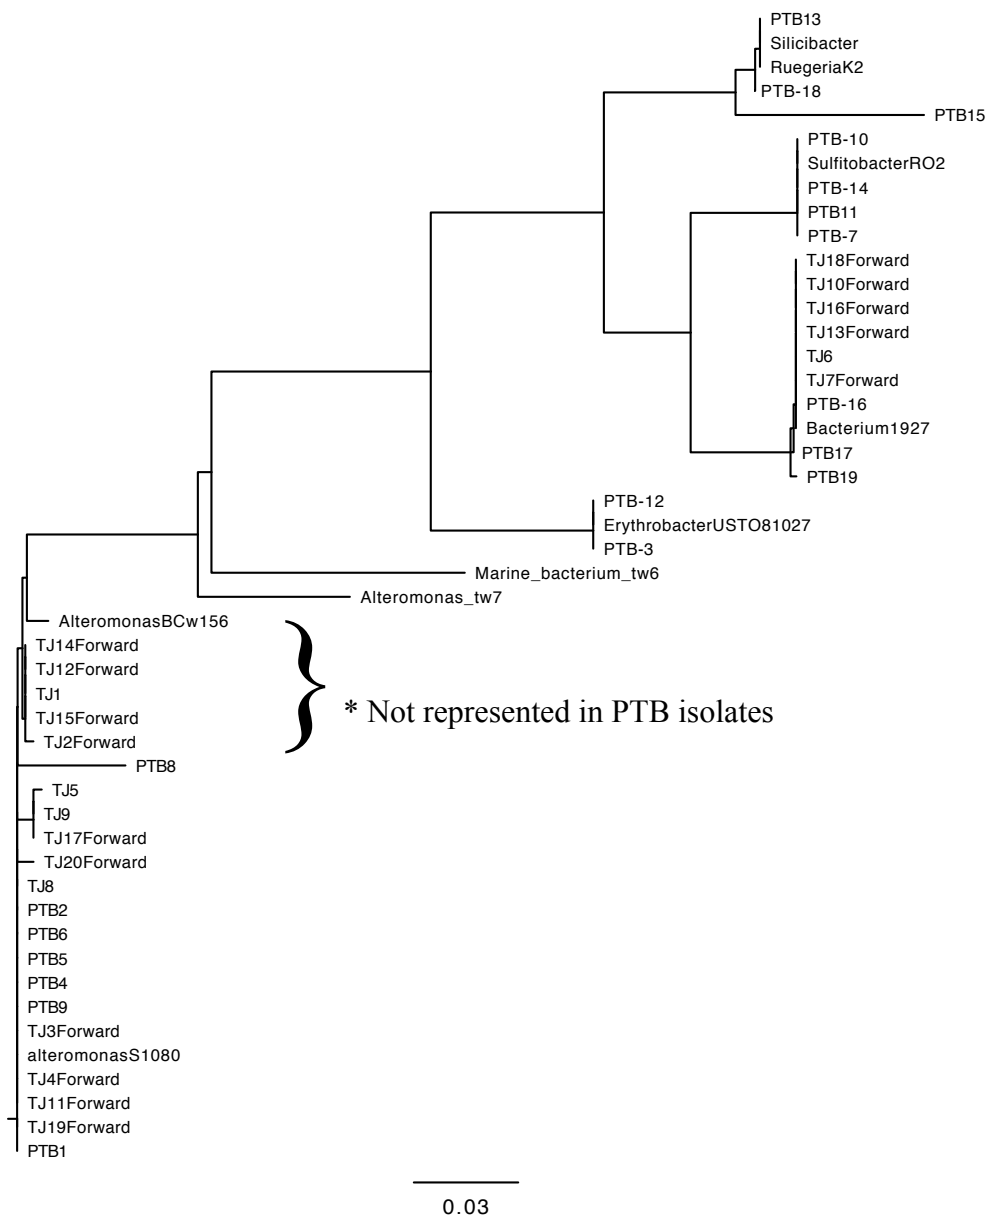 PTB13
Silicibacter
RuegeriaK2
PTB-18
PTB15
PTB-10
SulfitobacterRO2
PTB-14
PTB11
PTB-7
TJ18Forward
TJ10Forward
TJ16Forward
TJ13Forward
TJ6
TJ7Forward
PTB-16
Bacterium1927
PTB17
PTB19
PTB-12
ErythrobacterUSTO81027
PTB-3
Marine_bacterium_tw6
Alteromonas_tw7
AlteromonasBCw156
TJ14Forward
TJ12Forward
TJ1
TJ15Forward
* Not represented in PTB isolates
TJ2Forward
PTB8
TJ5
TJ9
TJ17Forward
TJ20Forward
TJ8
PTB2
PTB6
PTB5
PTB4
PTB9
TJ3Forward
alteromonasS1080
TJ4Forward
TJ11Forward
TJ19Forward
PTB1
0.03